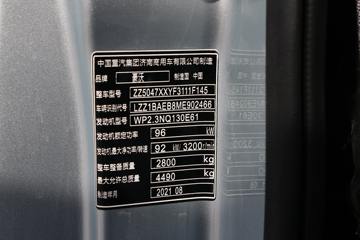 中国重汽集团济南商用车有限公司制造
品牌 豪沃 制造国 中国
整车型号 ZZ5047XXYF3111F145
车辆识别代号 LZZ1BAEB8ME902466
发动机型号 WP2.3NQ130E61
发动机额定功率 96 kW
发动机最大净功率/转速 92 kW 3200r/min
整车整备质量 2800 kg
最大允许总质量 4490 kg
制造年月 2021 08